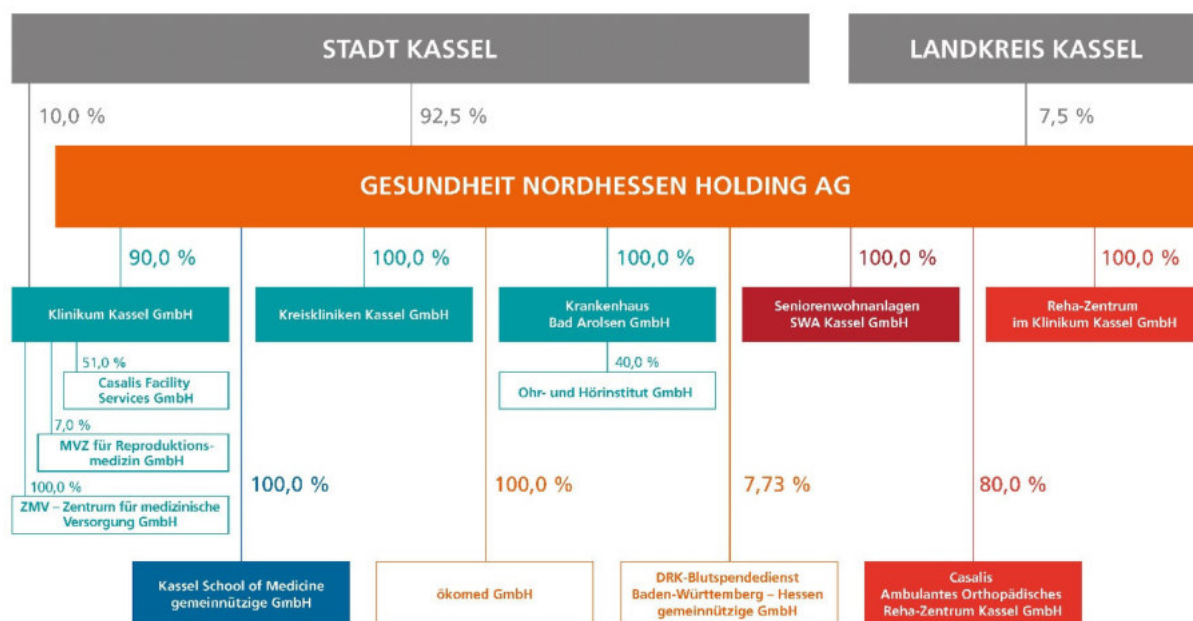 STADT KASSEL
LANDKREIS KASSEL
10,0 %
92,5 %
7,5 %
GESUNDHEIT NORDHESSEN HOLDING AG
90,0 %
100,0 %
100,0 %
100,0 %
100,0 %
Klinikum Kassel GmbH
Kreiskliniken Kassel GmbH
Krankenhaus
Bad Arolsen GmbH
Seniorenwohnanlagen
SWA Kassel GmbH
Reha-Zentrum
im Klinikum Kassel GmbH
51,0 %
Casalis Facility
Services GmbH
40,0 %
Ohr- und Hörinstitut GmbH
7,0 %
MVZ für Reproduktions-
medizin GmbH
100,0 %
ZMV – Zentrum für medizinische
Versorgung GmbH
100,0 %
100,0 %
7,73 %
80,0 %
Kassel School of Medicine
gemeinnützige GmbH
ökomed GmbH
DRK-Blutspendedienst
Baden-Württemberg – Hessen
gemeinnützige GmbH
Casalis
Ambulantes Orthopädisches
Reha-Zentrum Kassel GmbH